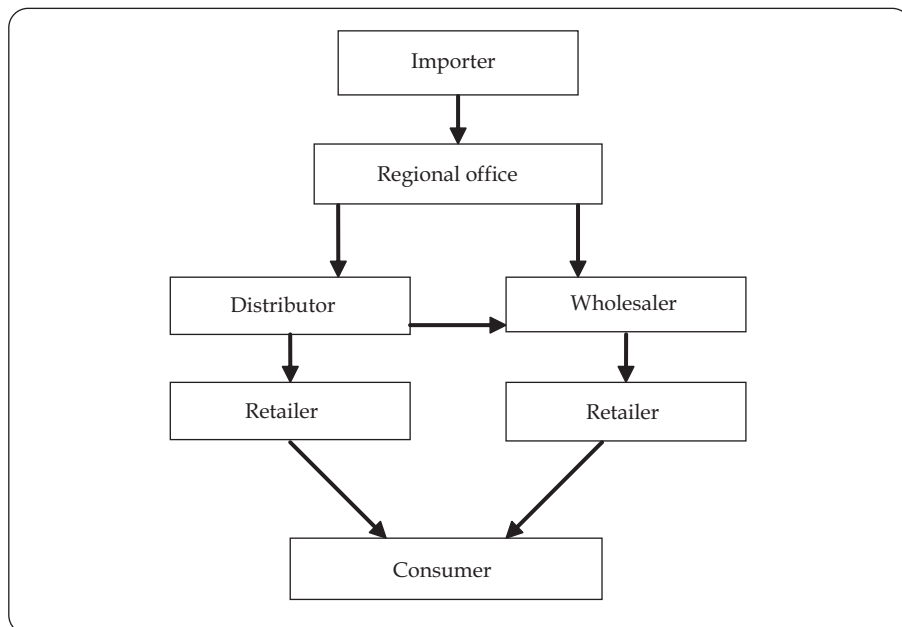 Importer
Regional office
Distributor
Wholesaler
Retailer
Retailer
Consumer